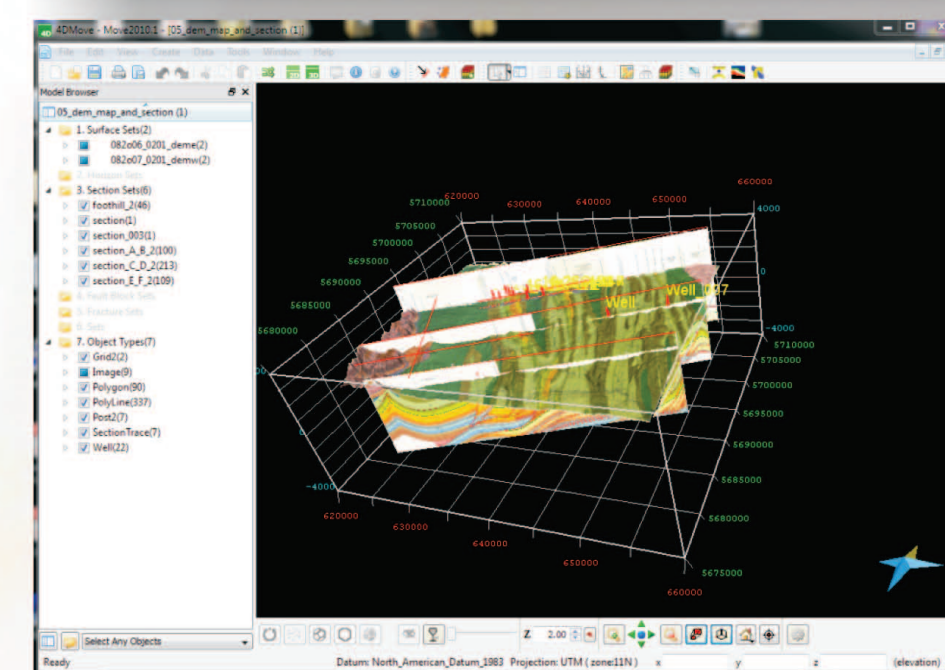 4DMove - Move2010.1 - [05_dem_map_and_section (1)]
File Edit View Create Data Tools Window Help
Model Browser
05_dem_map_and_section (1)
1. Surface Sets(2)
082o06_0201_deme(2)
082o07_0201_demw(2)
2. Horizon Sets
3. Section Sets(6)
foothill_2(46)
section(1)
section_003(1)
section_A_B_2(100)
section_C_D_2(213)
section_E_F_2(109)
4. Fault Block Sets
5. Fracture Sets
6. Sets
7. Object Types(7)
Grid2(2)
Image(9)
Polygon(90)
PolyLine(337)
Post2(7)
SectionTrace(7)
Well(22)
Select Any Objects
Ready
660000
650000
640000
630000
620000
4000
0
-4000
5710000
5705000
5700000
5695000
5690000
5685000
5680000
Well
5710000
5705000
5700000
5695000
5690000
5685000
5680000
5675000
0
-4000
620000
630000
640000
650000
660000
Z 2.00
Datum: North_American_Datum_1983 Projection: UTM ( zone:11N ) x y z (elevation)